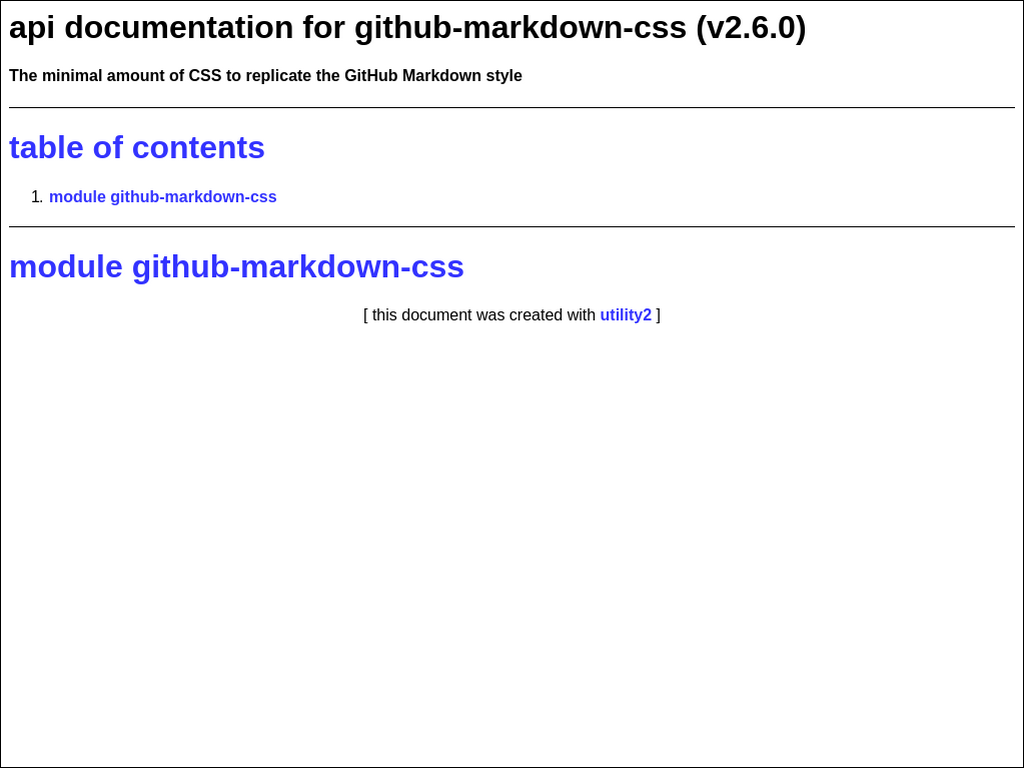 api documentation for github-markdown-css (v2.6.0)
The minimal amount of CSS to replicate the GitHub Markdown style
table of contents
1. module github-markdown-css
module github-markdown-css
[ this document was created with utility2 ]